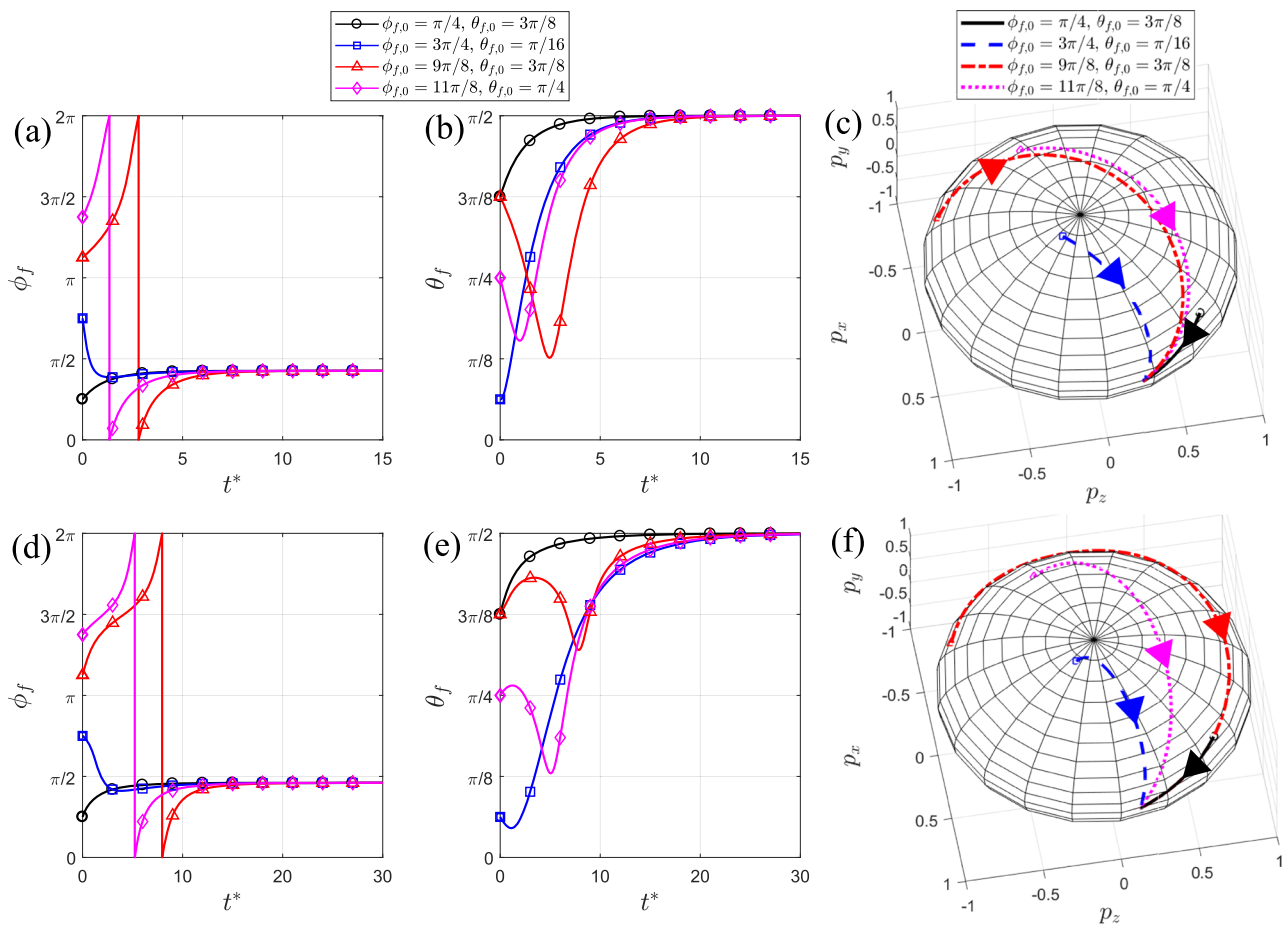 ϕ_{f,0} = π/4, θ_{f,0} = 3π/8
ϕ_{f,0} = 3π/4, θ_{f,0} = π/16
ϕ_{f,0} = 9π/8, θ_{f,0} = 3π/8
ϕ_{f,0} = 11π/8, θ_{f,0} = π/4
ϕ_{f,0} = π/4, θ_{f,0} = 3π/8
ϕ_{f,0} = 3π/4, θ_{f,0} = π/16
ϕ_{f,0} = 9π/8, θ_{f,0} = 3π/8
ϕ_{f,0} = 11π/8, θ_{f,0} = π/4
(a)
2π
3π/2
π
π/2
0
ϕ_f
0 5 10 15
t*
(b)
π/2
3π/8
π/4
π/8
0
θ_f
0 5 10 15
t*
(c)
1
0.5
0
-0.5
-1
p_y
-1
-0.5
0
0.5
1
p_x
-1 -0.5 0 0.5 1
p_z
(d)
2π
3π/2
π
π/2
0
ϕ_f
0 10 20 30
t*
(e)
π/2
3π/8
π/4
π/8
0
θ_f
0 10 20 30
t*
(f)
1
0.5
0
-0.5
-1
p_y
-1
-0.5
0
0.5
1
p_x
-1 -0.5 0 0.5 1
p_z